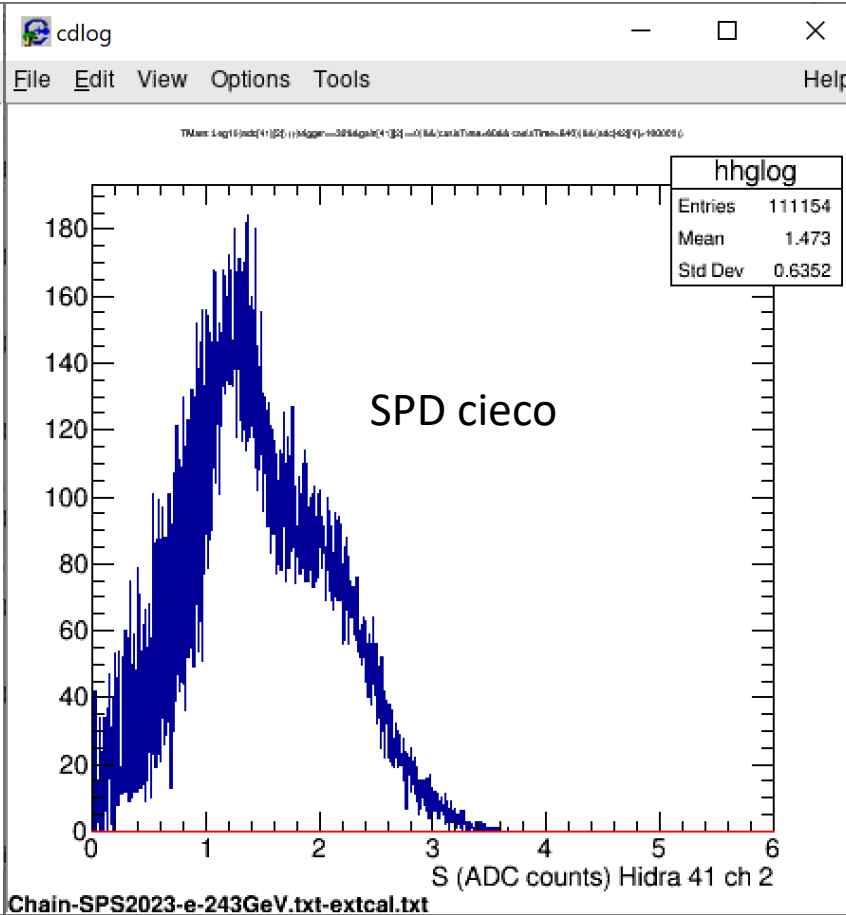 cdlog
File Edit View Options Tools Help
hhglog
Entries 111154
Mean 1.473
Std Dev 0.6352
180
160
140
120
100
80
60
40
20
0
SPD cieco
0 1 2 3 4 5 6
S (ADC counts) Hidra 41 ch 2
Chain-SPS2023-e-243GeV.txt-extcal.txt